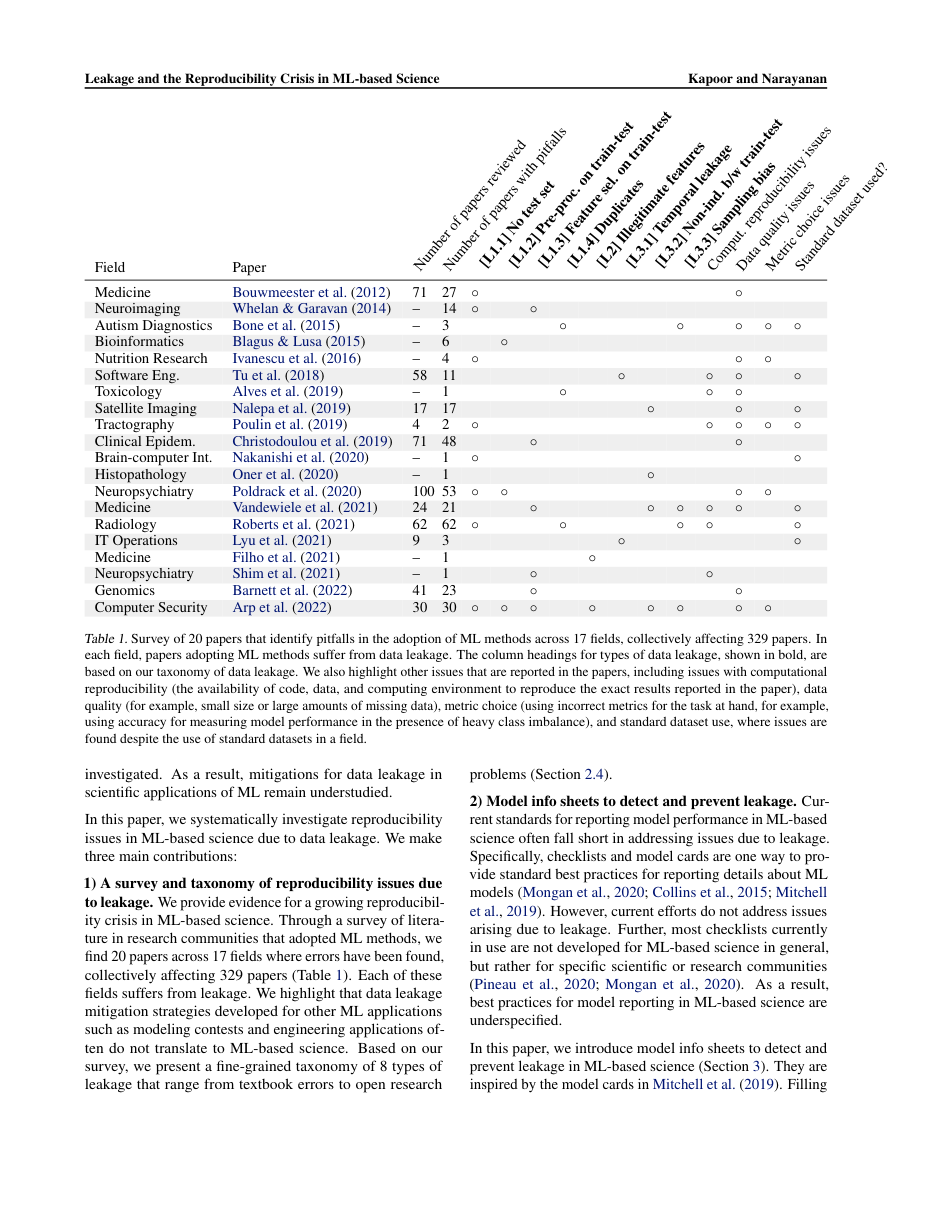 Leakage and the Reproducibility Crisis in ML-based Science Kapoor and Narayanan
Field Paper Number of papers reviewed Number of papers with pitfalls [L1.1] No test set [L1.2] Pre-proc. on train-test [L1.3] Feature sel. on train-test [L1.4] Duplicates [L2] Illegitimate features [L3.1] Temporal leakage [L3.2] Non-ind. b/w train-test [L3.3] Sampling bias Comput. reproducibility issues Data quality issues Metric choice issues Standard dataset used?
Medicine Bouwmeester et al. (2012) 71 27 ○ ○
Neuroimaging Whelan & Garavan (2014) – 14 ○ ○
Autism Diagnostics Bone et al. (2015) – 3 ○ ○ ○ ○ ○
Bioinformatics Blagus & Lusa (2015) – 6 ○
Nutrition Research Ivanescu et al. (2016) – 4 ○ ○ ○
Software Eng. Tu et al. (2018) 58 11 ○ ○ ○ ○
Toxicology Alves et al. (2019) – 1 ○ ○ ○
Satellite Imaging Nalepa et al. (2019) 17 17 ○ ○ ○
Tractography Poulin et al. (2019) 4 2 ○ ○ ○ ○ ○
Clinical Epidem. Christodoulou et al. (2019) 71 48 ○ ○
Brain-computer Int. Nakanishi et al. (2020) – 1 ○ ○
Histopathology Oner et al. (2020) – 1 ○
Neuropsychiatry Poldrack et al. (2020) 100 53 ○ ○ ○ ○
Medicine Vandewiele et al. (2021) 24 21 ○ ○ ○ ○ ○ ○
Radiology Roberts et al. (2021) 62 62 ○ ○ ○ ○ ○
IT Operations Lyu et al. (2021) 9 3 ○ ○
Medicine Filho et al. (2021) – 1 ○
Neuropsychiatry Shim et al. (2021) – 1 ○ ○
Genomics Barnett et al. (2022) 41 23 ○ ○
Computer Security Arp et al. (2022) 30 30 ○ ○ ○ ○ ○ ○ ○ ○
Table 1. Survey of 20 papers that identify pitfalls in the adoption of ML methods across 17 fields, collectively affecting 329 papers. In
each field, papers adopting ML methods suffer from data leakage. The column headings for types of data leakage, shown in bold, are
based on our taxonomy of data leakage. We also highlight other issues that are reported in the papers, including issues with computational
reproducibility (the availability of code, data, and computing environment to reproduce the exact results reported in the paper), data
quality (for example, small size or large amounts of missing data), metric choice (using incorrect metrics for the task at hand, for example,
using accuracy for measuring model performance in the presence of heavy class imbalance), and standard dataset use, where issues are
found despite the use of standard datasets in a field.
investigated. As a result, mitigations for data leakage in
scientific applications of ML remain understudied.
In this paper, we systematically investigate reproducibility
issues in ML-based science due to data leakage. We make
three main contributions:
1) A survey and taxonomy of reproducibility issues due
to leakage. We provide evidence for a growing reproducibil-
ity crisis in ML-based science. Through a survey of litera-
ture in research communities that adopted ML methods, we
find 20 papers across 17 fields where errors have been found,
collectively affecting 329 papers (Table 1). Each of these
fields suffers from leakage. We highlight that data leakage
mitigation strategies developed for other ML applications
such as modeling contests and engineering applications of-
ten do not translate to ML-based science. Based on our
survey, we present a fine-grained taxonomy of 8 types of
leakage that range from textbook errors to open research
problems (Section 2.4).
2) Model info sheets to detect and prevent leakage. Cur-
rent standards for reporting model performance in ML-based
science often fall short in addressing issues due to leakage.
Specifically, checklists and model cards are one way to pro-
vide standard best practices for reporting details about ML
models (Mongan et al., 2020; Collins et al., 2015; Mitchell
et al., 2019). However, current efforts do not address issues
arising due to leakage. Further, most checklists currently
in use are not developed for ML-based science in general,
but rather for specific scientific or research communities
(Pineau et al., 2020; Mongan et al., 2020). As a result,
best practices for model reporting in ML-based science are
underspecified.
In this paper, we introduce model info sheets to detect and
prevent leakage in ML-based science (Section 3). They are
inspired by the model cards in Mitchell et al. (2019). Filling